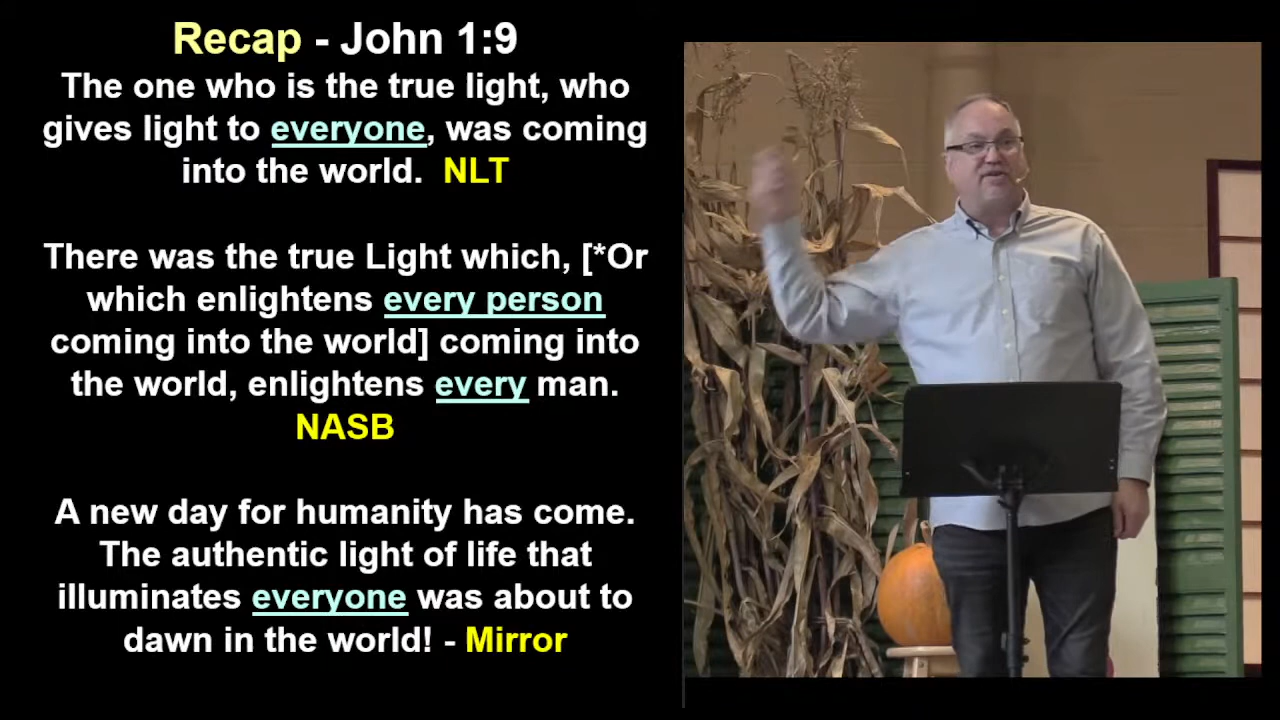 Recap - John 1:9
The one who is the true light, who
gives light to everyone, was coming
into the world. NLT
There was the true Light which, [*Or
which enlightens every person
coming into the world] coming into
the world, enlightens every man.
NASB
A new day for humanity has come.
The authentic light of life that
illuminates everyone was about to
dawn in the world! - Mirror